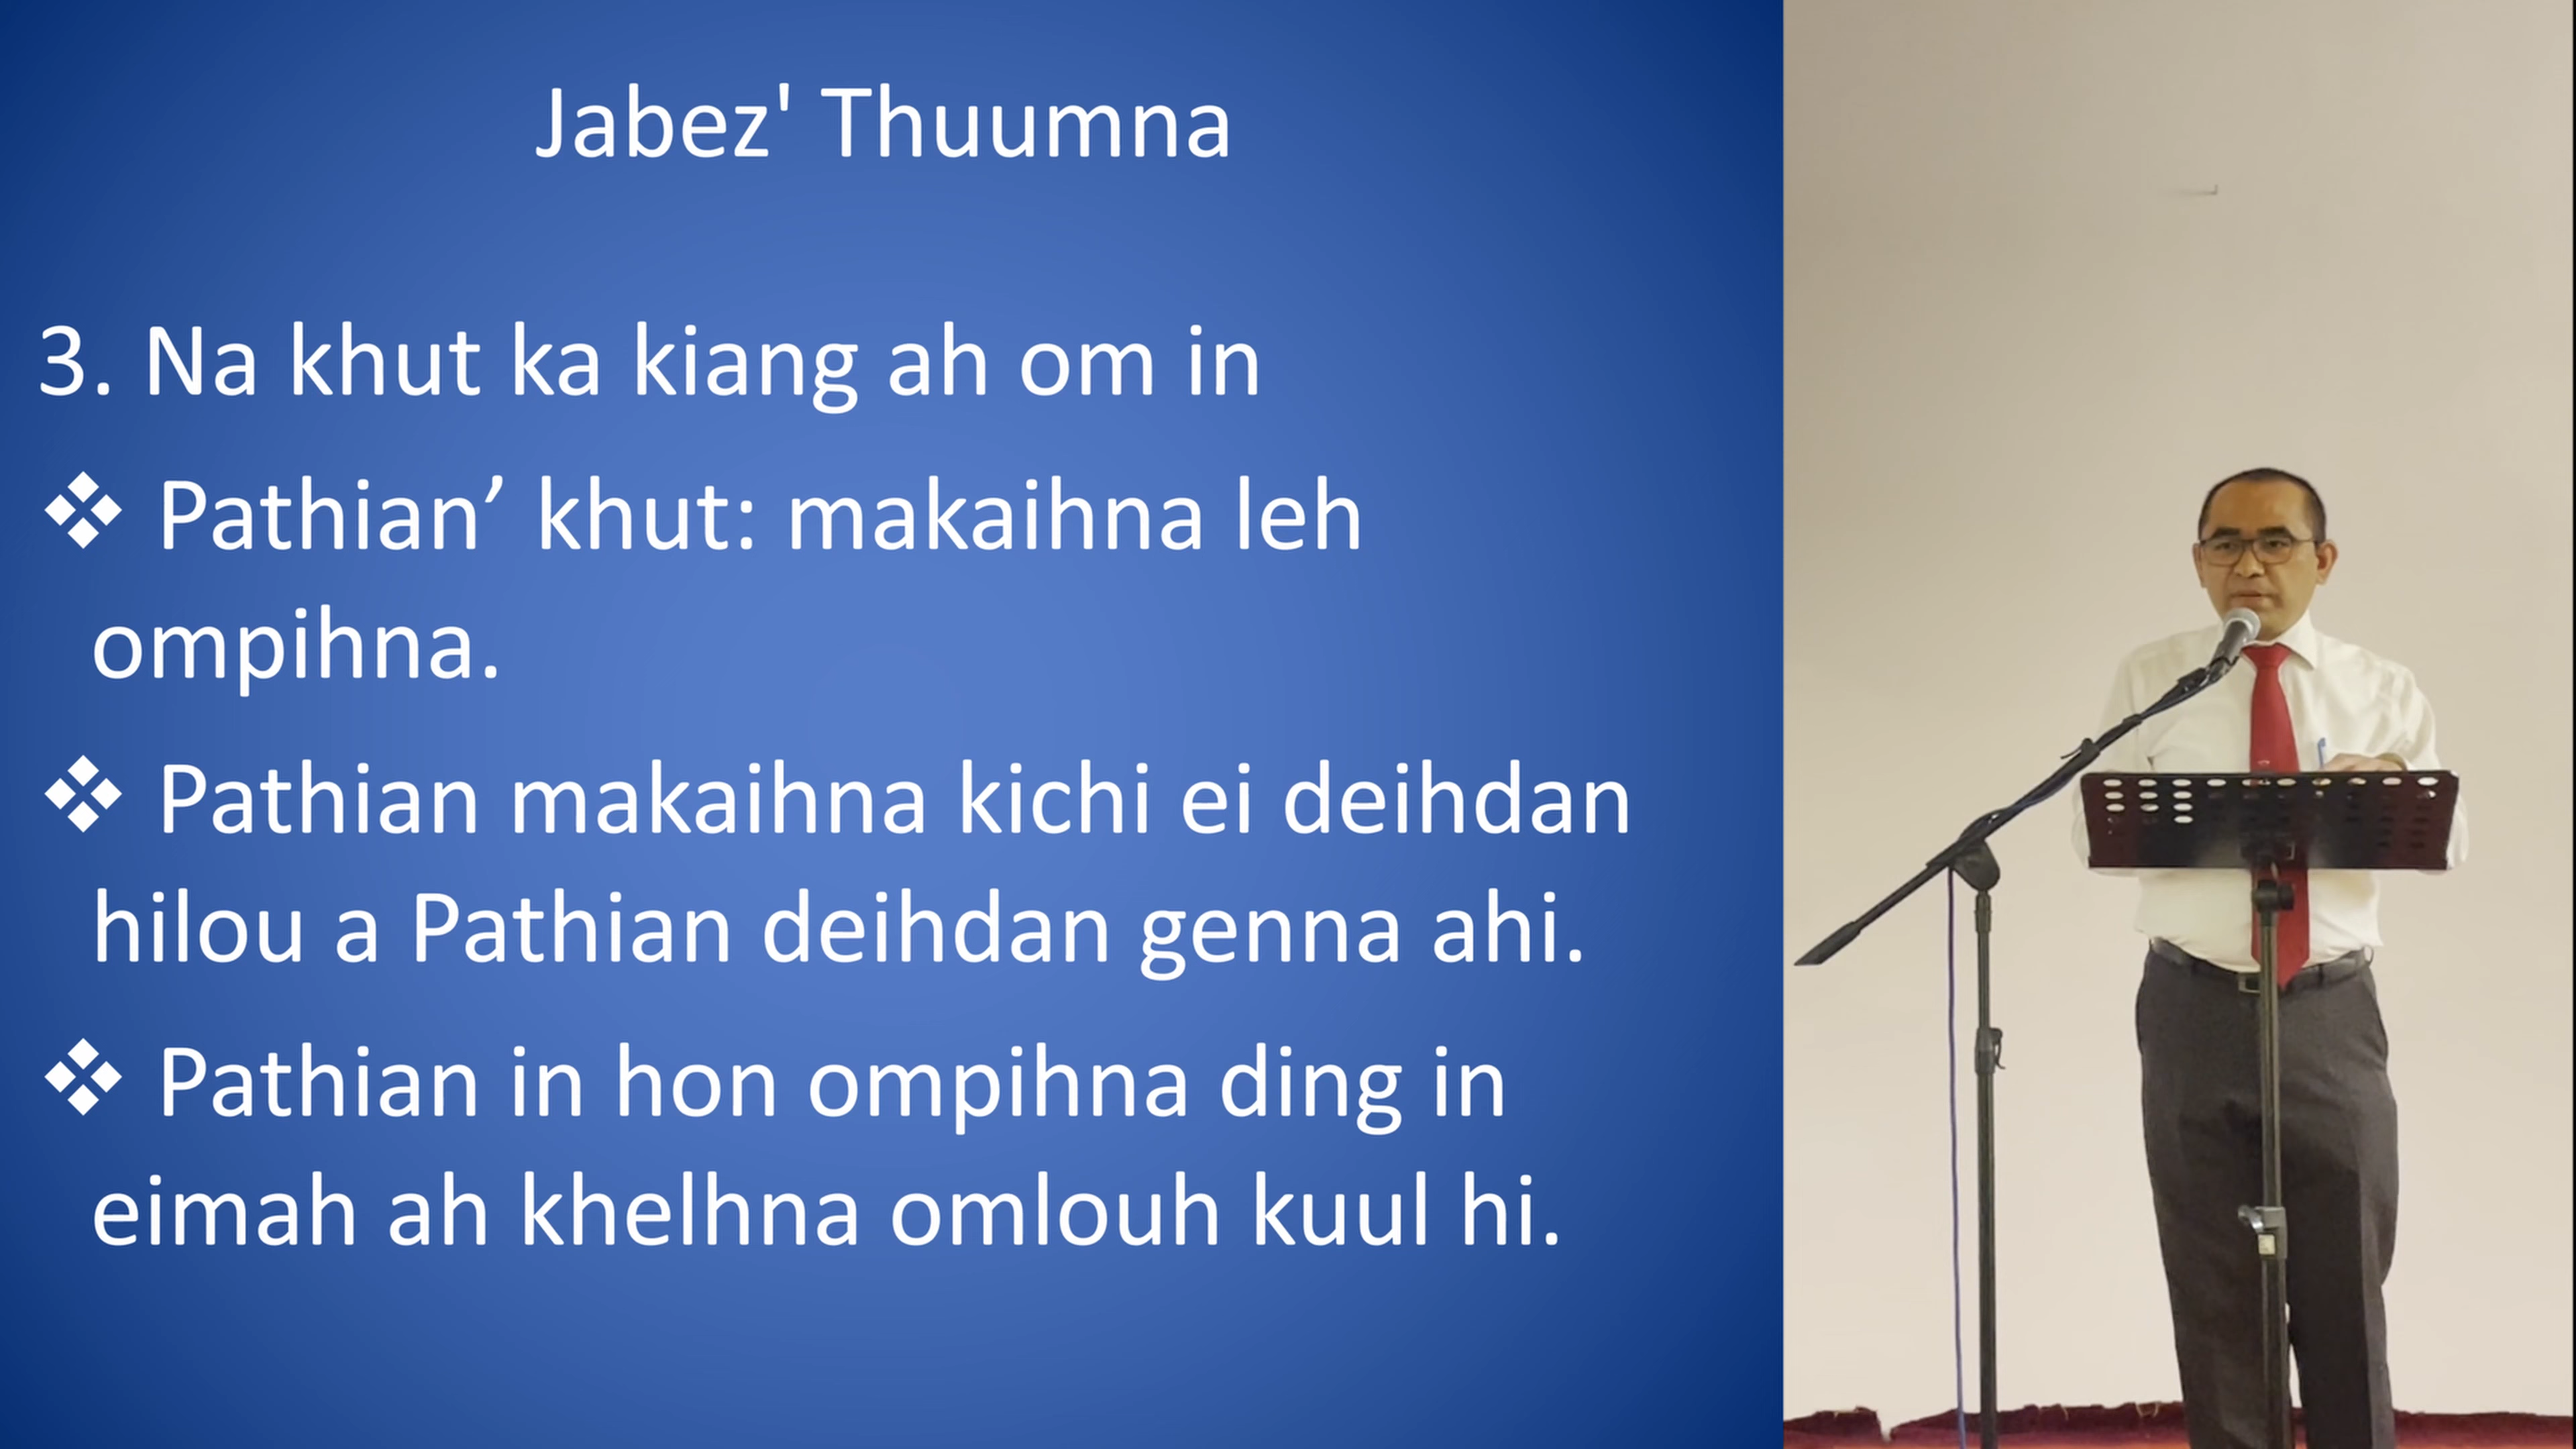 Jabez' Thuumna
3. Na khut ka kiang ah om in
❖ Pathian’ khut: makaihna leh
ompihna.
❖ Pathian makaihna kichi ei deihdan
hilou a Pathian deihdan genna ahi.
❖ Pathian in hon ompihna ding in
eimah ah khelhna omlouh kuul hi.